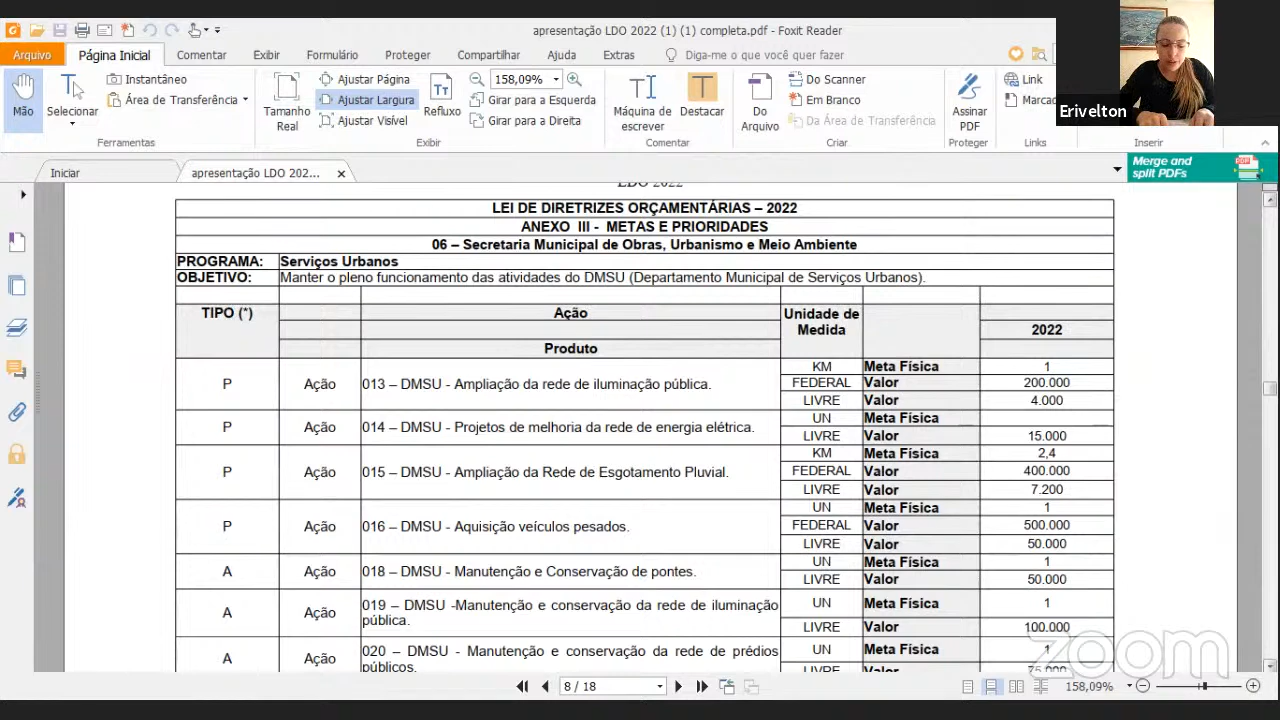 apresentação LDO 2022 (1) (1) completa.pdf - Foxit Reader
Arquivo Página Inicial Comentar Exibir Formulário Proteger Compartilhar Ajuda Extras Diga-me o que você quer fazer
Mão
Selecionar
Instantâneo
Área de Transferência
Ferramentas
Tamanho Real
Ajustar Página
Ajustar Largura
Ajustar Visível
Refluxo
158,09%
Girar para a Esquerda
Girar para a Direita
Exibir
Máquina de escrever
Destacar
Comentar
Do Arquivo
Do Scanner
Em Branco
Da Área de Transferência
Criar
Assinar PDF
Proteger
Link
Marcad
Links
Inserir
Erivelton
Iniciar
apresentação LDO 202...
Merge and
split PDFs
LDO 2022
LEI DE DIRETRIZES ORÇAMENTÁRIAS – 2022
ANEXO III - METAS E PRIORIDADES
06 – Secretaria Municipal de Obras, Urbanismo e Meio Ambiente
PROGRAMA: Serviços Urbanos
OBJETIVO: Manter o pleno funcionamento das atividades do DMSU (Departamento Municipal de Serviços Urbanos).
TIPO (*) Ação Unidade de Medida 2022
Produto
P Ação 013 – DMSU - Ampliação da rede de iluminação pública. KM Meta Física 1
FEDERAL Valor 200.000
LIVRE Valor 4.000
P Ação 014 – DMSU - Projetos de melhoria da rede de energia elétrica. UN Meta Física
LIVRE Valor 15.000
P Ação 015 – DMSU - Ampliação da Rede de Esgotamento Pluvial. KM Meta Física 2,4
FEDERAL Valor 400.000
LIVRE Valor 7.200
P Ação 016 – DMSU - Aquisição veículos pesados. UN Meta Física 1
FEDERAL Valor 500.000
LIVRE Valor 50.000
A Ação 018 – DMSU - Manutenção e Conservação de pontes. UN Meta Física 1
LIVRE Valor 50.000
A Ação 019 – DMSU -Manutenção e conservação da rede de iluminação pública. UN Meta Física 1
LIVRE Valor 100.000
A Ação 020 – DMSU - Manutenção e conservação da rede de prédios públicos. UN Meta Física 1
LIVRE Valor 75.000
zoom
8 / 18
158,09%